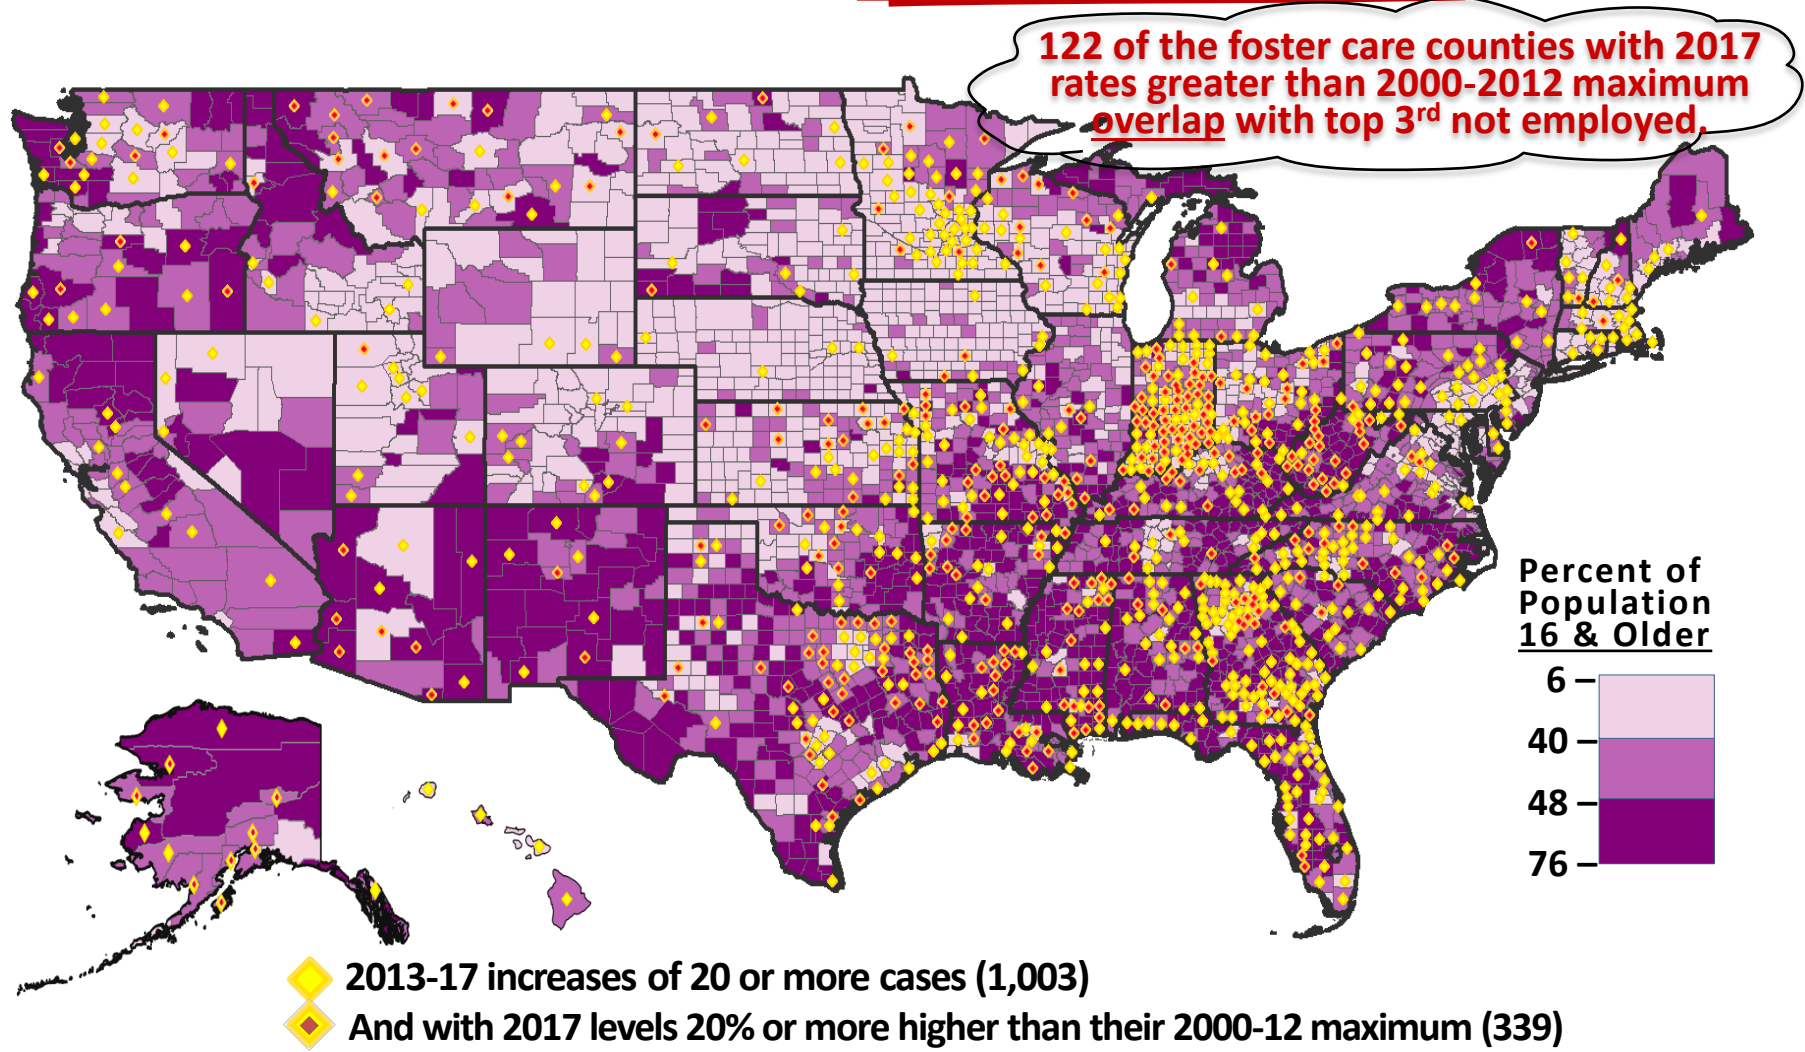 122 of the foster care counties with 2017
rates greater than 2000-2012 maximum
overlap with top 3rd not employed.
Percent of
Population
16 & Older
6
40
48
76
2013-17 increases of 20 or more cases (1,003)
And with 2017 levels 20% or more higher than their 2000-12 maximum (339)